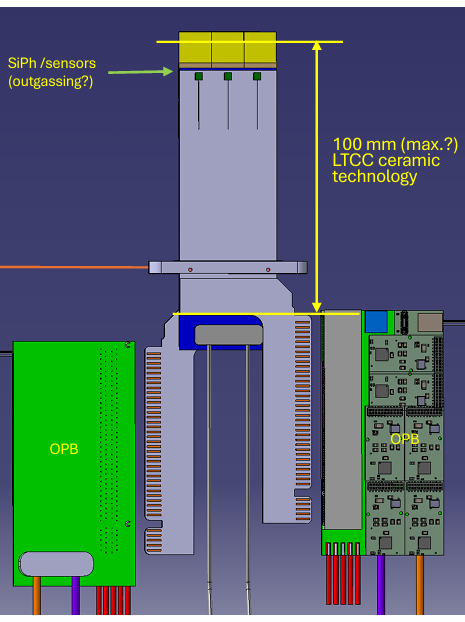 SiPh /sensors
(outgassing?)
100 mm (max.?)
LTCC ceramic
technology
OPB
OPB